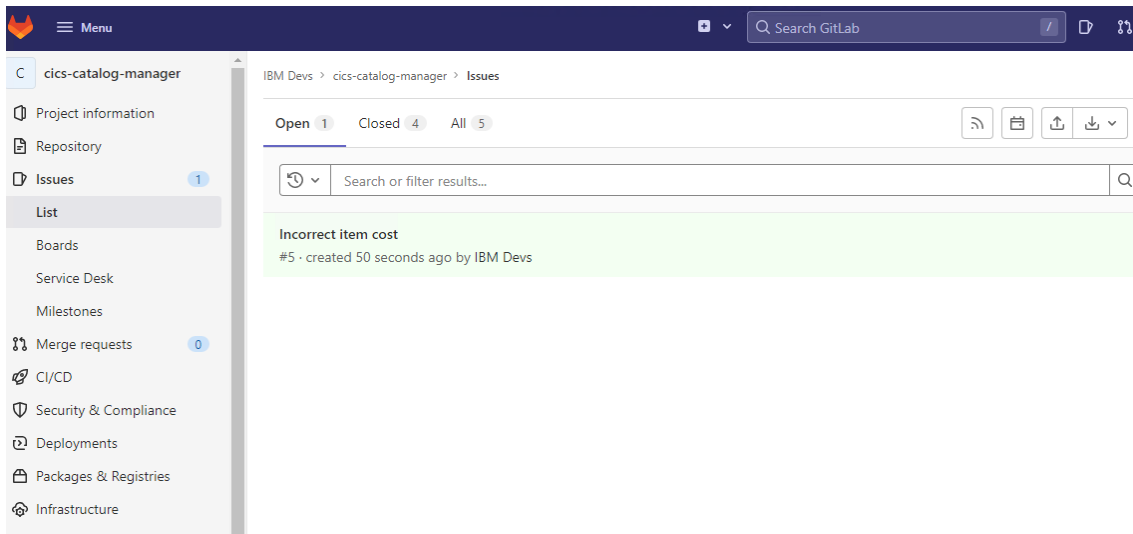 Menu
Search GitLab /
C cics-catalog-manager
Project information
Repository
Issues 1
List
Boards
Service Desk
Milestones
Merge requests 0
CI/CD
Security & Compliance
Deployments
Packages & Registries
Infrastructure
IBM Devs > cics-catalog-manager > Issues
Open 1 Closed 4 All 5
Search or filter results...
Incorrect item cost
#5 · created 50 seconds ago by IBM Devs